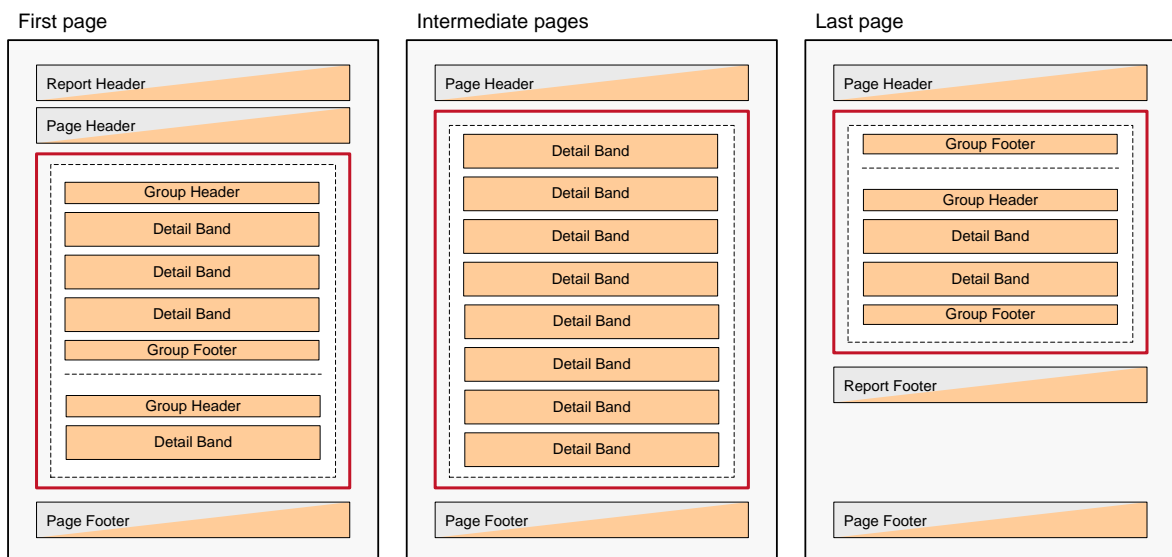 First page
Report Header
Page Header
Group Header
Detail Band
Detail Band
Detail Band
Group Footer
Group Header
Detail Band
Page Footer
Intermediate pages
Page Header
Detail Band
Detail Band
Detail Band
Detail Band
Detail Band
Detail Band
Detail Band
Detail Band
Page Footer
Last page
Page Header
Group Footer
Group Header
Detail Band
Detail Band
Group Footer
Report Footer
Page Footer